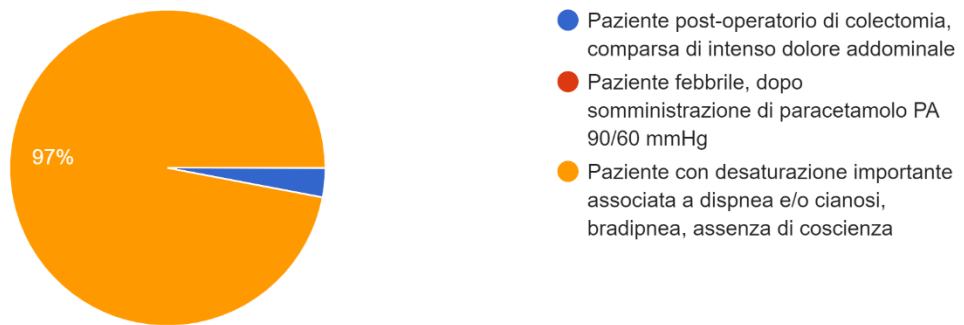 97%
Paziente post-operatorio di colectomia,
comparsa di intenso dolore addominale
Paziente febbrile, dopo
somministrazione di paracetamolo PA
90/60 mmHg
Paziente con desaturazione importante
associata a dispnea e/o cianosi,
bradipnea, assenza di coscienza